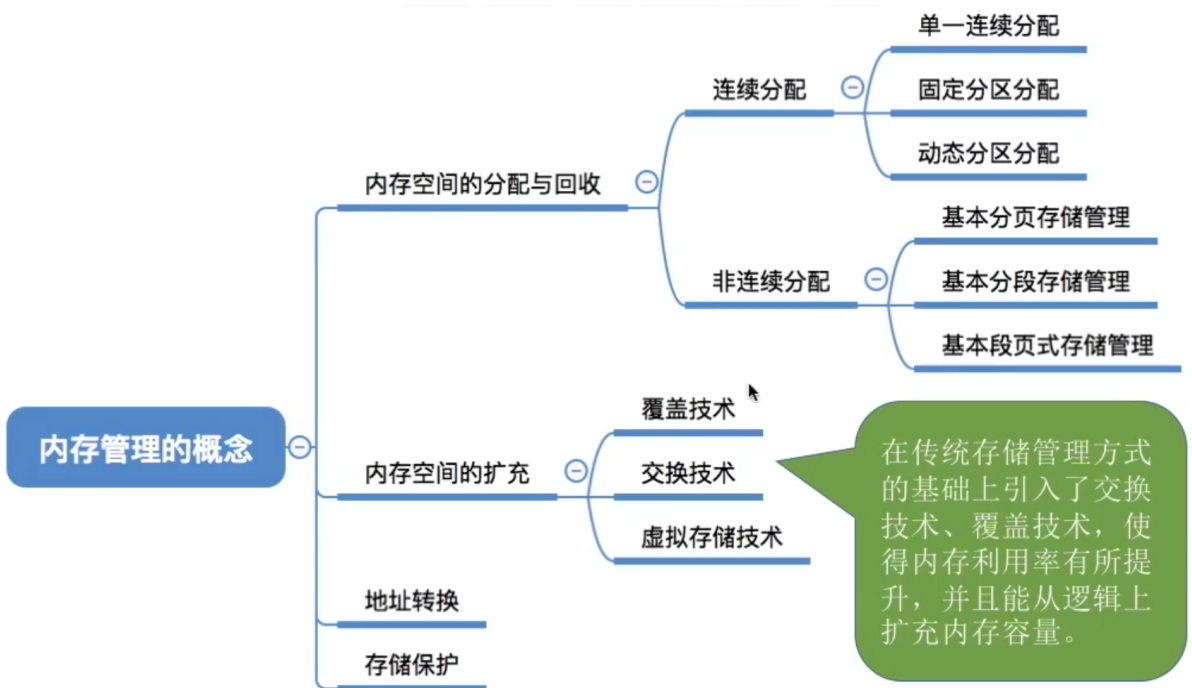 单一连续分配
连续分配
固定分区分配
动态分区分配
内存空间的分配与回收
基本分页存储管理
非连续分配
基本分段存储管理
基本段页式存储管理
内存管理的概念
覆盖技术
内存空间的扩充
交换技术
虚拟存储技术
地址转换
存储保护
在传统存储管理方式
的基础上引入了交换
技术、覆盖技术，使
得内存利用率有所提
升，并且能从逻辑上
扩充内存容量。